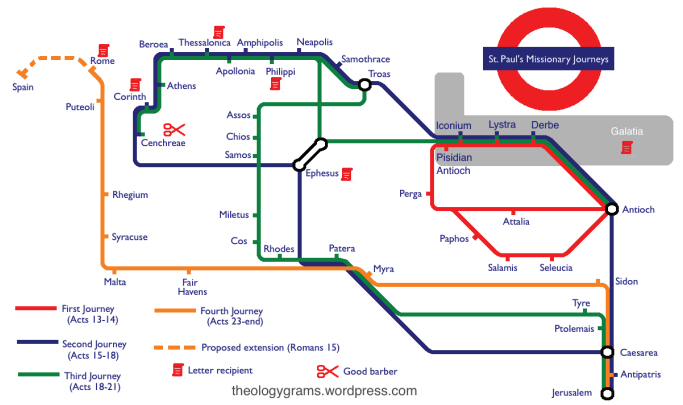 St. Paul's Missionary Journeys
Beroea
Thessalonica
Amphipolis
Neapolis
Rome
Samothrace
Spain
Apollonia
Philippi
Troas
Athens
Corinth
Puteoli
Assos
Iconium
Lystra
Derbe
Galatia
Chios
Cenchreae
Samos
Pisidian
Antioch
Ephesus
Rhegium
Perga
Miletus
Attalia
Antioch
Syracuse
Cos
Paphos
Rhodes
Patera
Salamis
Seleucia
Malta
Fair
Havens
Myra
Sidon
First Journey
(Acts 13-14)
Fourth Journey
(Acts 23-end)
Tyre
Ptolemais
Second Journey
(Acts 15-18)
Proposed extension (Romans 15)
Caesarea
Third Journey
(Acts 18-21)
Letter recipient
Good barber
Antipatris
theologygrams.wordpress.com
Jerusalem